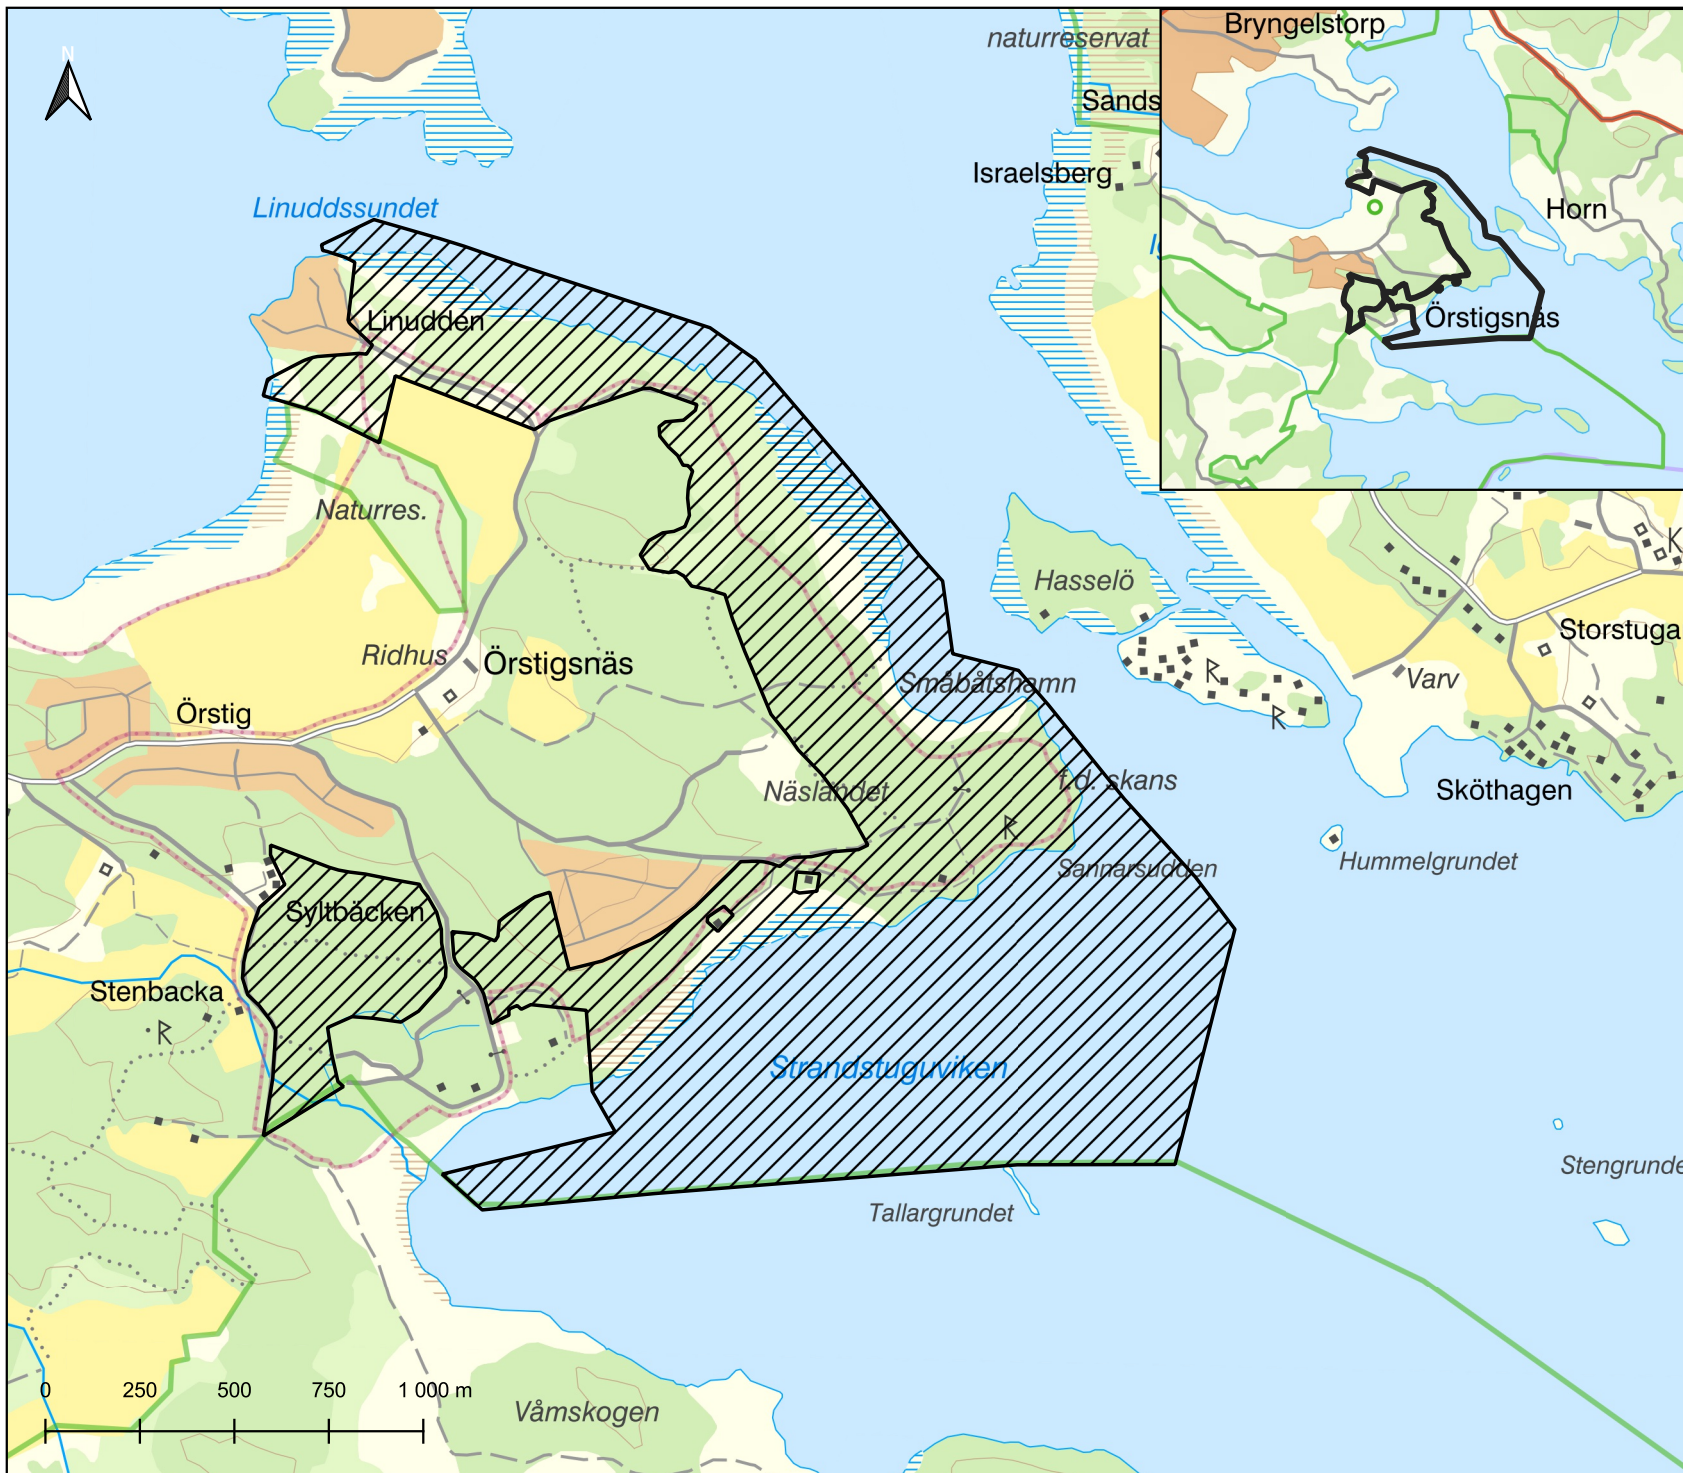 N
naturreservat
Bryngelstorp
Sands
Israelsberg
Linuddssundet
Horn
Linudden
Örstigsnäs
Naturres.
Hasselö
Storstuga
Ridhus
Örstigsnäs
Småbåtshamn
R
Varv
R
Örstig
Näslandet
f.d. skans
Sköthagen
R
Sannarsudden
Hummelgrundet
Syltbäcken
Stenbacka
R
Strandstuguviken
Stengrunde
Tallargrundet
0 250 500 750 1 000 m
Våmskogen